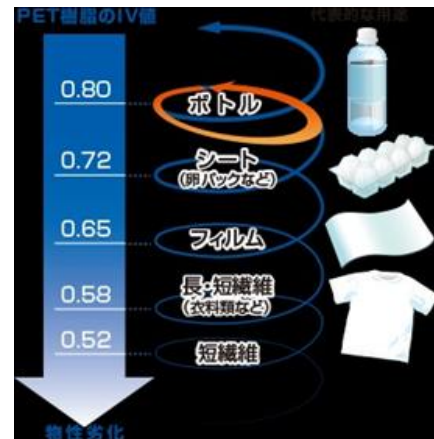 PET樹脂のIV値
代表的な用途
0.80
ボトル
0.72
シート
(卵パックなど)
0.65
フィルム
0.58
長・短繊維
(衣料類など)
0.52
短繊維
物性劣化